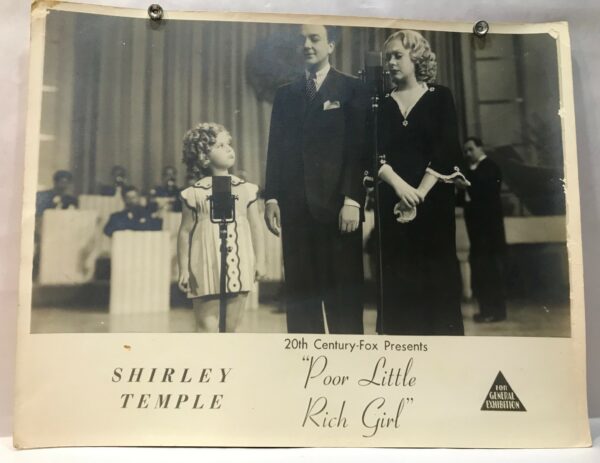 20th Century-Fox Presents
SHIRLEY
TEMPLE
"Poor Little
Rich Girl"
FOR
GENERAL
EXHIBITION